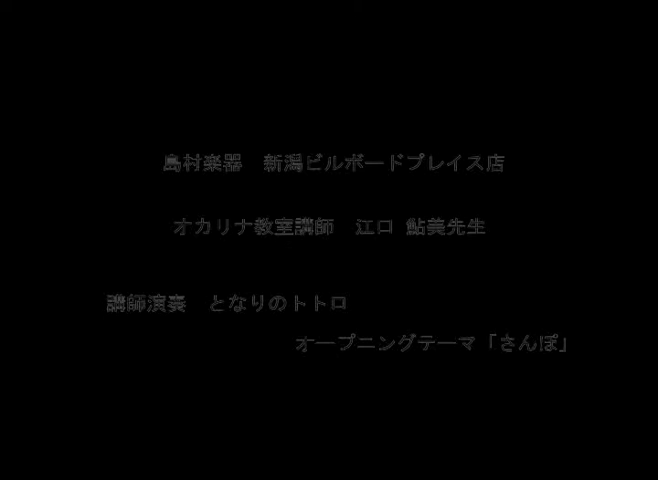 島村楽器　新潟ビルボードプレイス店
オカリナ教室講師　江口 鮎美先生
講師演奏　となりのトトロ
オープニングテーマ「さんぽ」